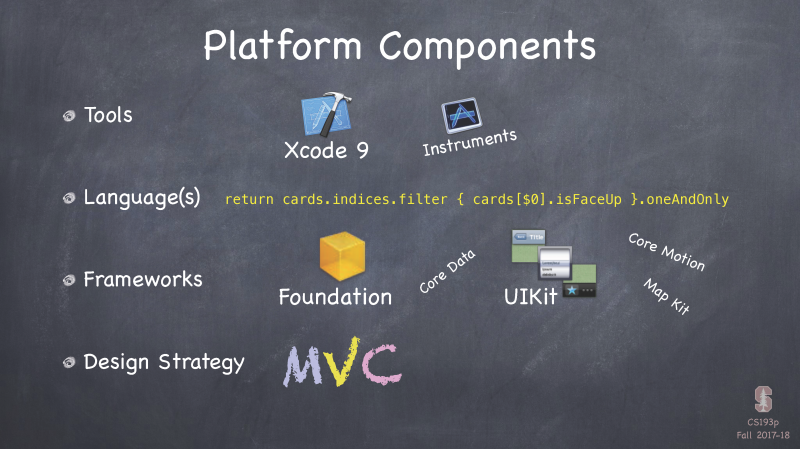 Platform Components
Tools
Xcode 9
Instruments
Language(s)
return cards.indices.filter { cards[$0].isFaceUp }.oneAndOnly
Frameworks
Foundation
Core Data
Title
UIKit
Core Motion
Map Kit
Design Strategy
MVC
S
CS193p
Fall 2017-18